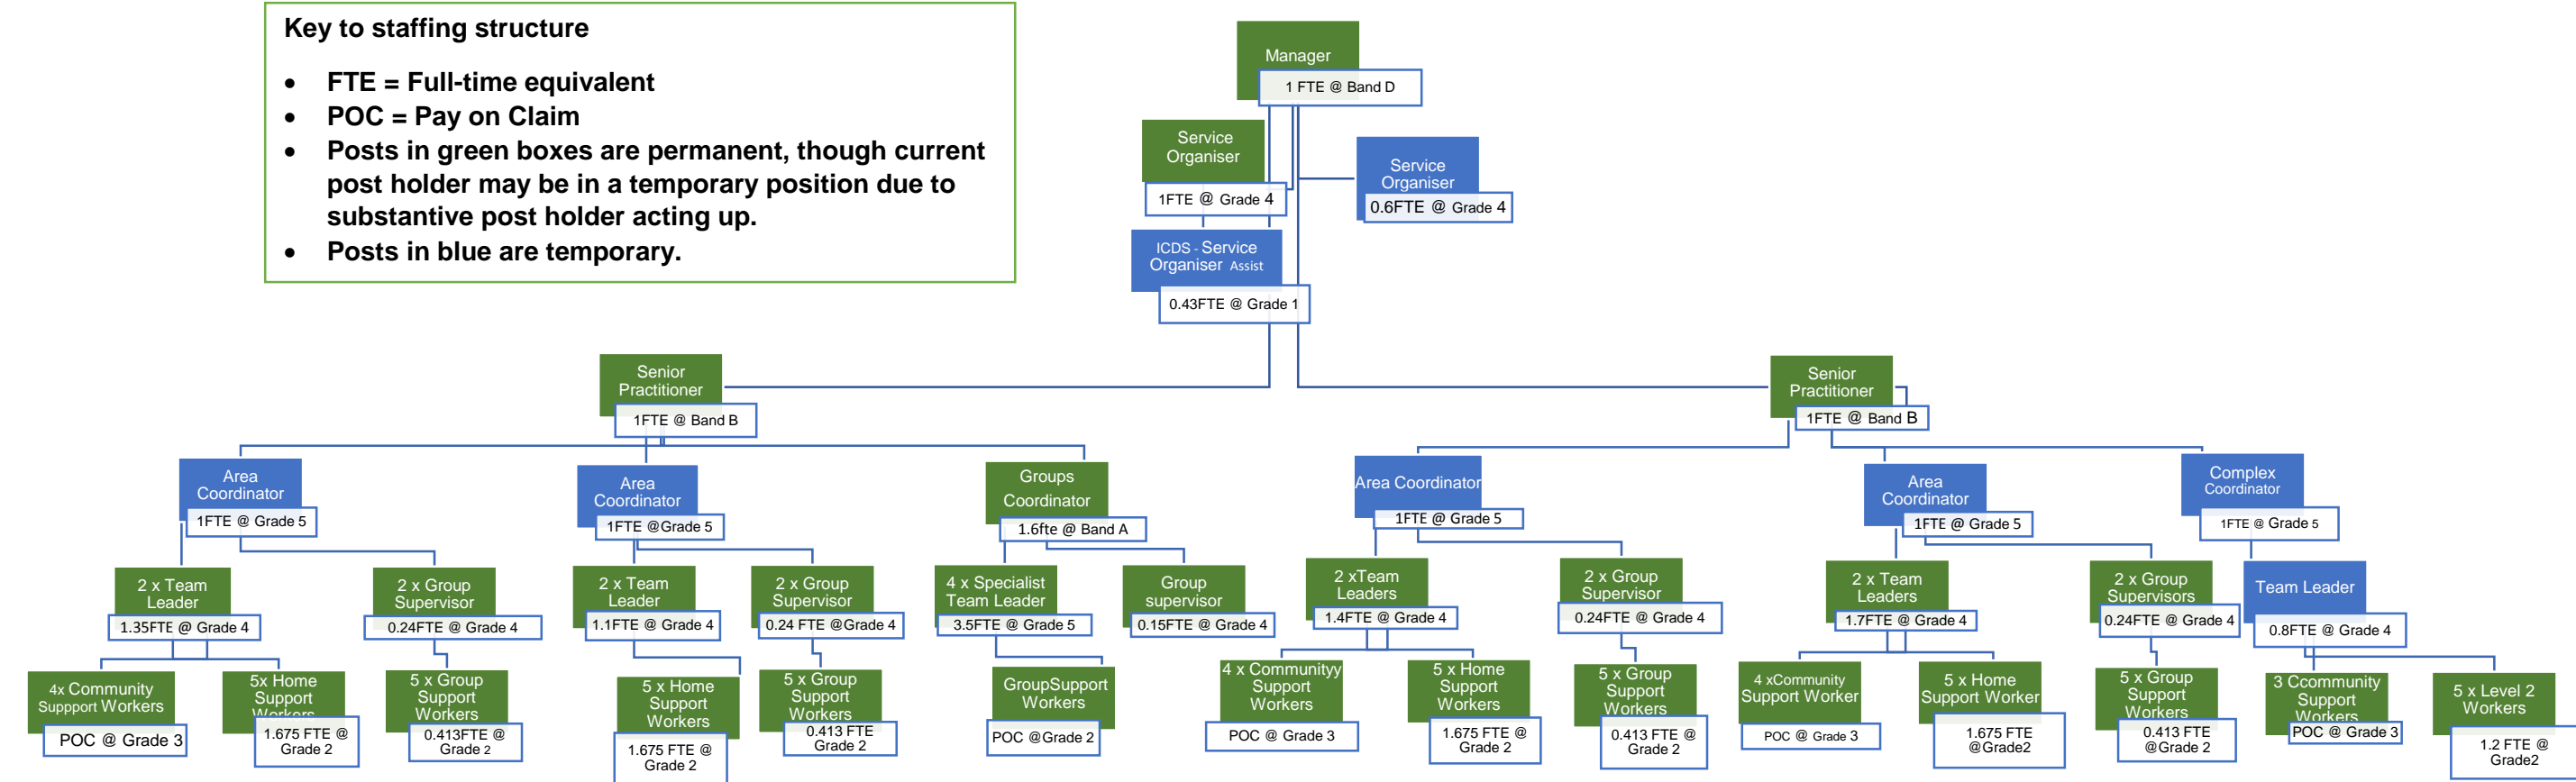 Key to staffing structure
• FTE = Full-time equivalent
• POC = Pay on Claim
• Posts in green boxes are permanent, though current
post holder may be in a temporary position due to
substantive post holder acting up.
• Posts in blue are temporary.
Manager
1 FTE @ Band D
Service
Organiser
1FTE @ Grade 4
Service
Organiser
0.6FTE @ Grade 4
ICDS - Service
Organiser Assist
0.43FTE @ Grade 1
Senior
Practitioner
1FTE @ Band B
Senior
Practitioner
1FTE @ Band B
Area
Coordinator
1FTE @ Grade 5
Area
Coordinator
1FTE @Grade 5
Groups
Coordinator
1.6fte @ Band A
Area Coordinator
1FTE @ Grade 5
Area
Coordinator
1FTE @ Grade 5
Complex
Coordinator
1FTE @ Grade 5
2 x Team
Leader
1.35FTE @ Grade 4
2 x Group
Supervisor
0.24FTE @ Grade 4
2 x Team
Leader
1.1FTE @ Grade 4
2 x Group
Supervisor
0.24 FTE @Grade 4
4 x Specialist
Team Leader
3.5FTE @ Grade 5
Group
supervisor
0.15FTE @ Grade 4
2 xTeam
Leaders
1.4FTE @ Grade 4
2 x Group
Supervisor
0.24FTE @ Grade 4
2 x Team
Leaders
1.7FTE @ Grade 4
2 x Group
Supervisors
0.24FTE @ Grade 4
Team Leader
0.8FTE @ Grade 4
4x Community
Suppport Workers
POC @ Grade 3
5x Home
Support
Workers
1.675 FTE @
Grade 2
5 x Group
Support
Workers
0.413FTE @
Grade 2
5 x Home
Support
Workers
1.675 FTE @
Grade 2
5 x Group
Support
Workers
0.413 FTE
Grade 2
GroupSupport
Workers
POC @Grade 2
4 x Communityy
Support
Workers
POC @ Grade 3
5 x Home
Support
Workers
1.675 FTE @
Grade 2
5 x Group
Support
Workers
0.413 FTE @
Grade 2
4 xCommunity
Support Worker
POC @ Grade 3
5 x Home
Support Worker
1.675 FTE
@Grade2
5 x Group
Support
Workers
0.413 FTE
@Grade 2
3 Ccommunity
Support
Workers
POC @ Grade 3
5 x Level 2
Workers
1.2 FTE @
Grade2